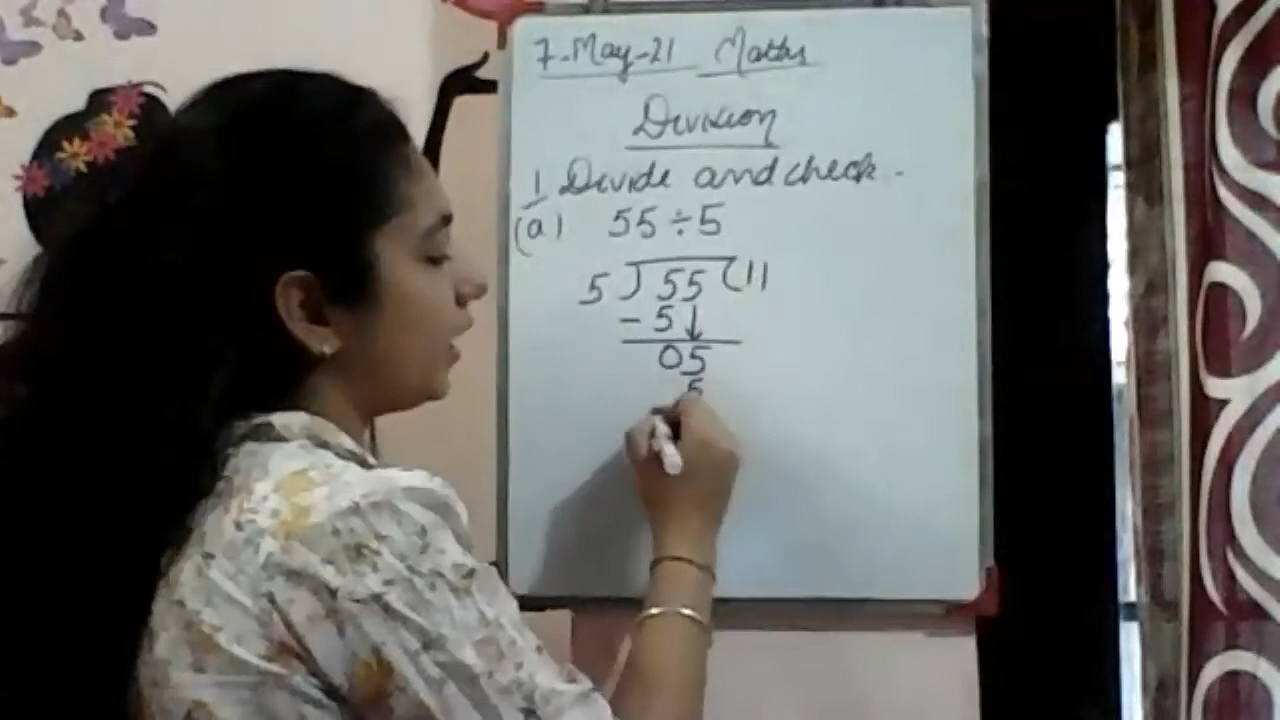 7-May-21 Maths
Division
1 Divide and check.
(a) 55÷5
5 ) 55 ( 11
- 5 ↓
05
5